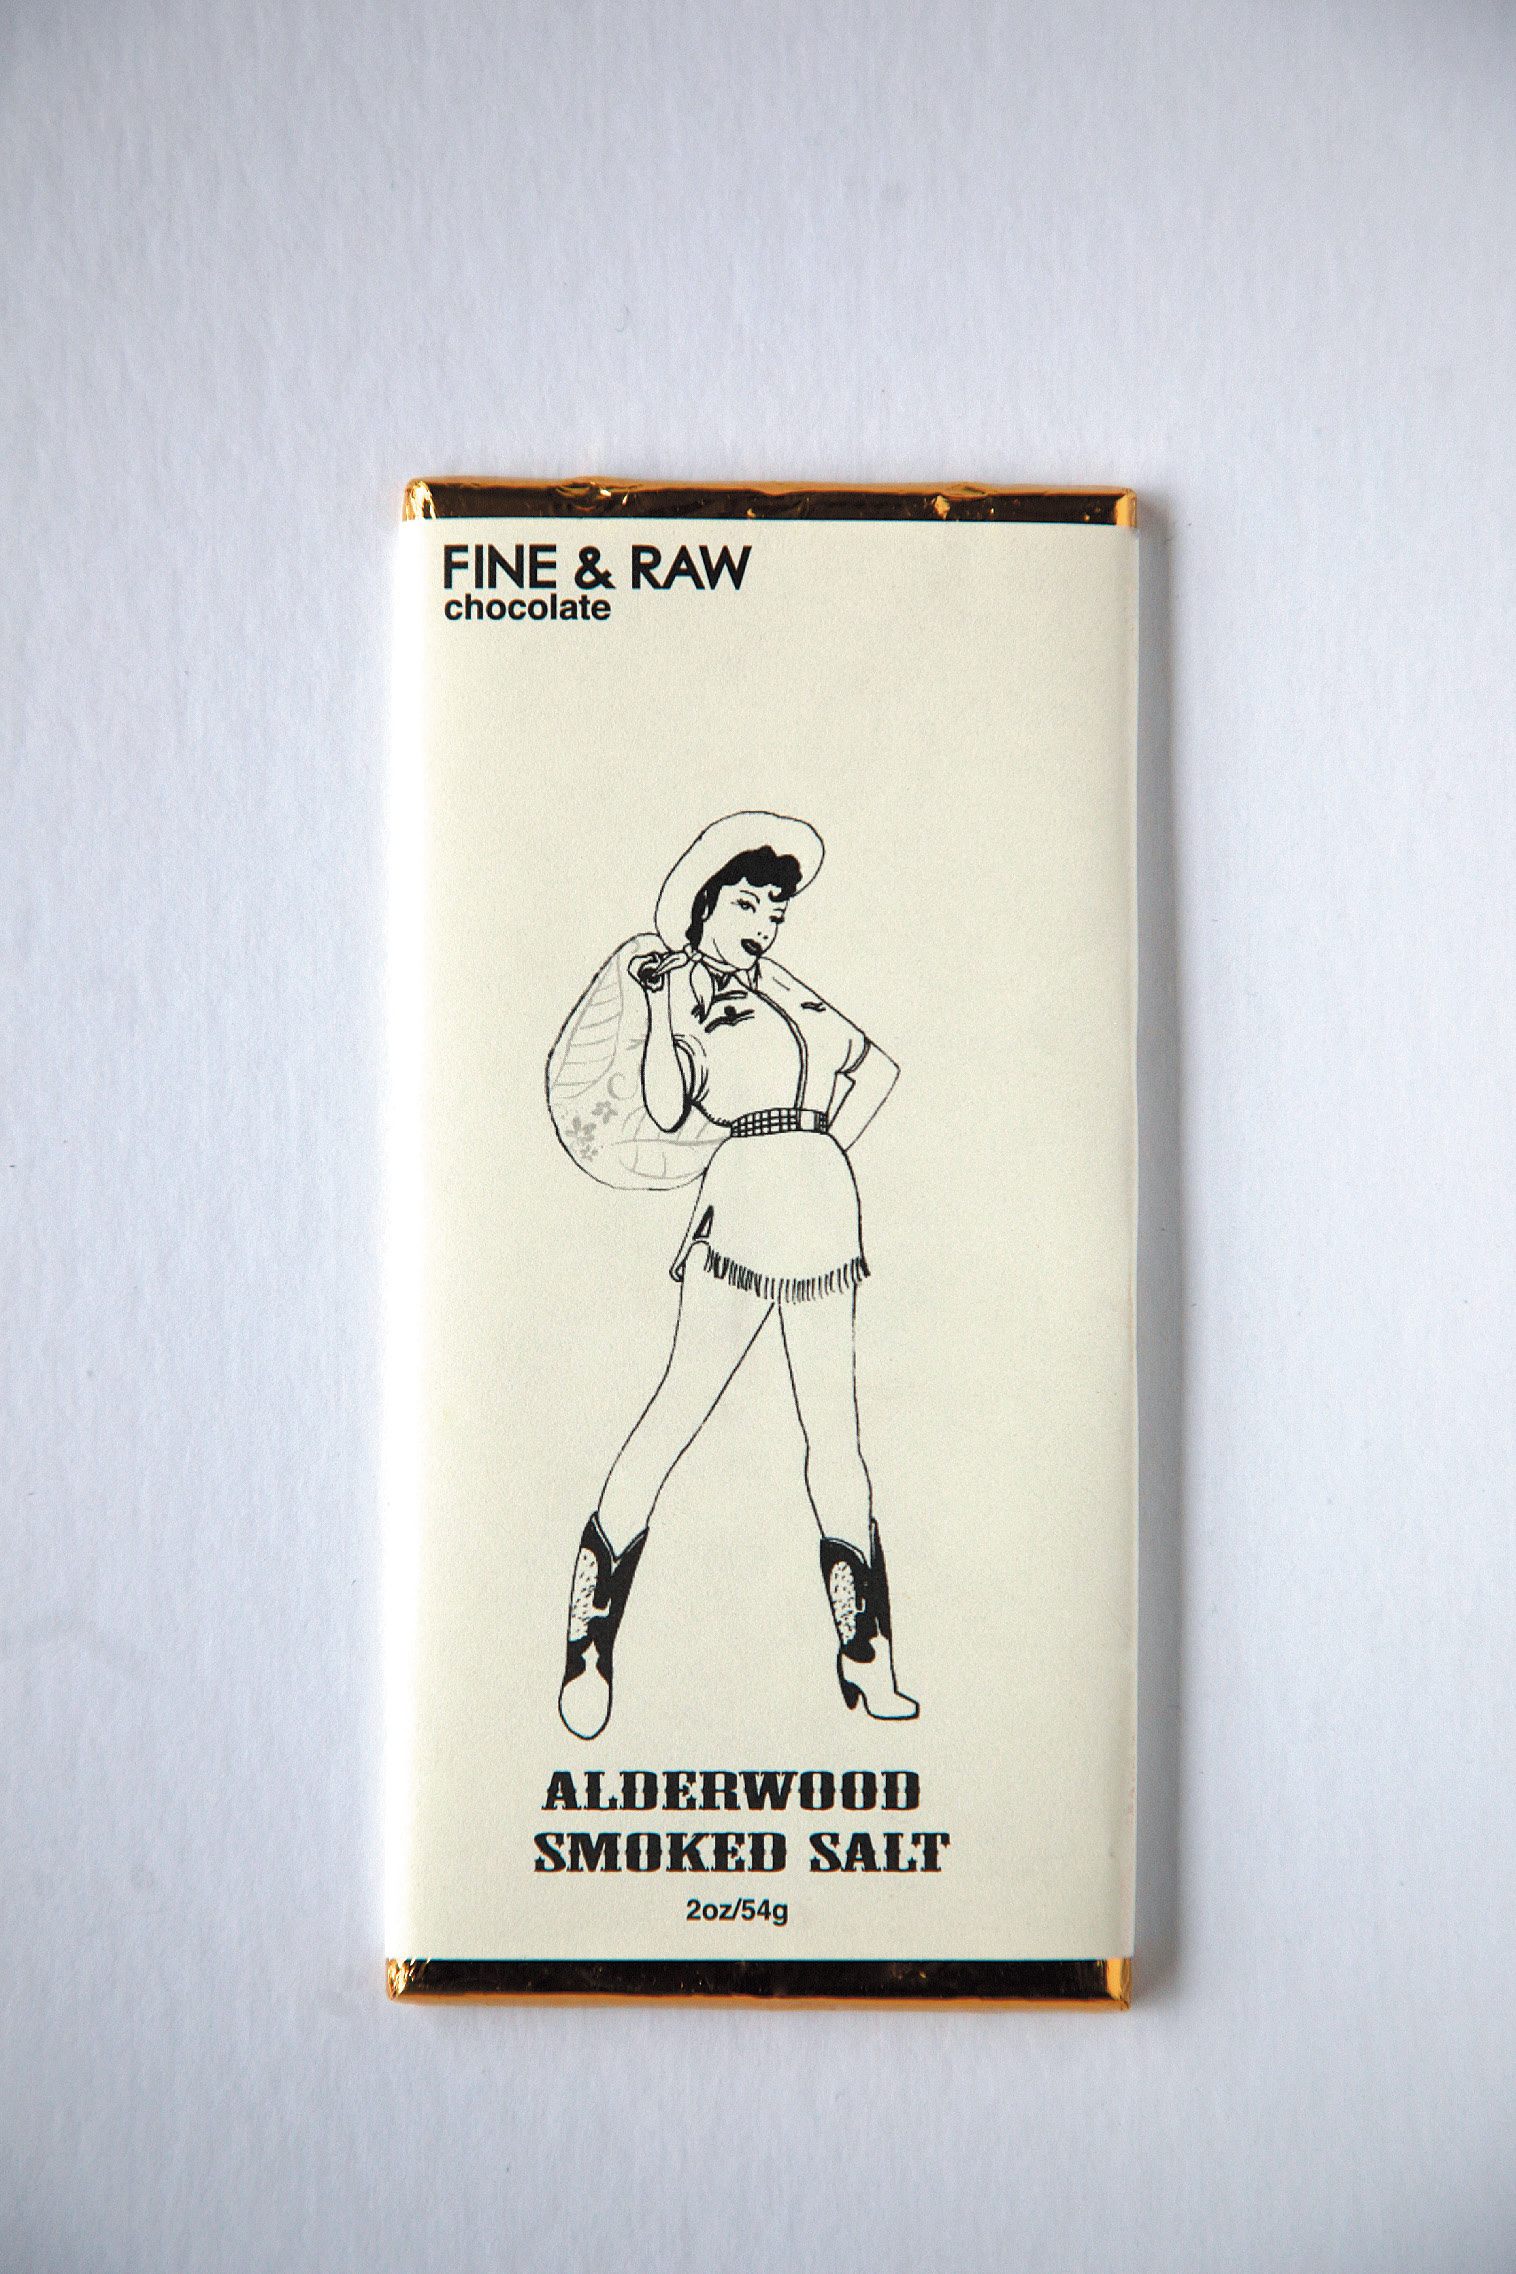 FINE & RAW
chocolate
ALDERWOOD
SMOKED SALT
2oz/54g